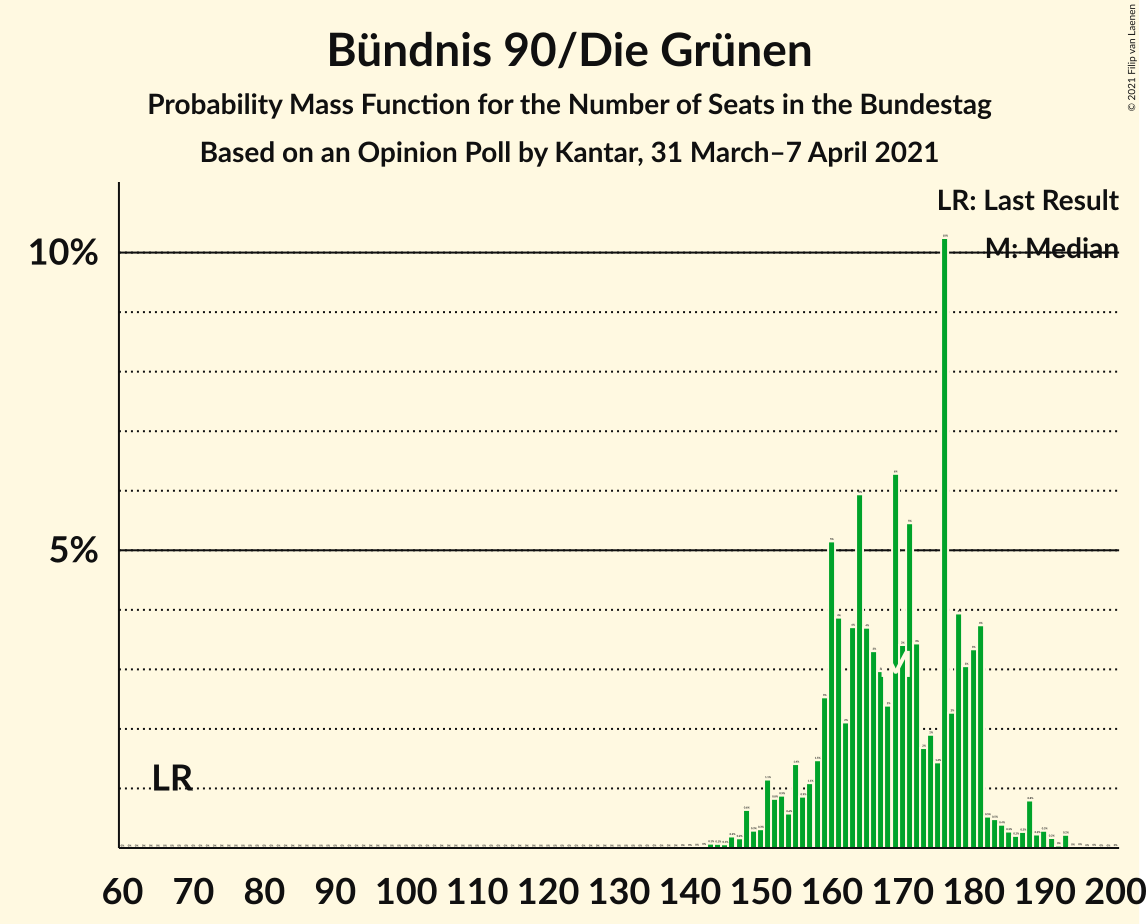 Bündnis 90/Die Grünen
Probability Mass Function for the Number of Seats in the Bundestag
Based on an Opinion Poll by Kantar, 31 March–7 April 2021
© 2021 Filip van Laenen
LR: Last Result
M: Median
10%
5%
LR
M
60 70 80 90 100 110 120 130 140 150 160 170 180 190 200